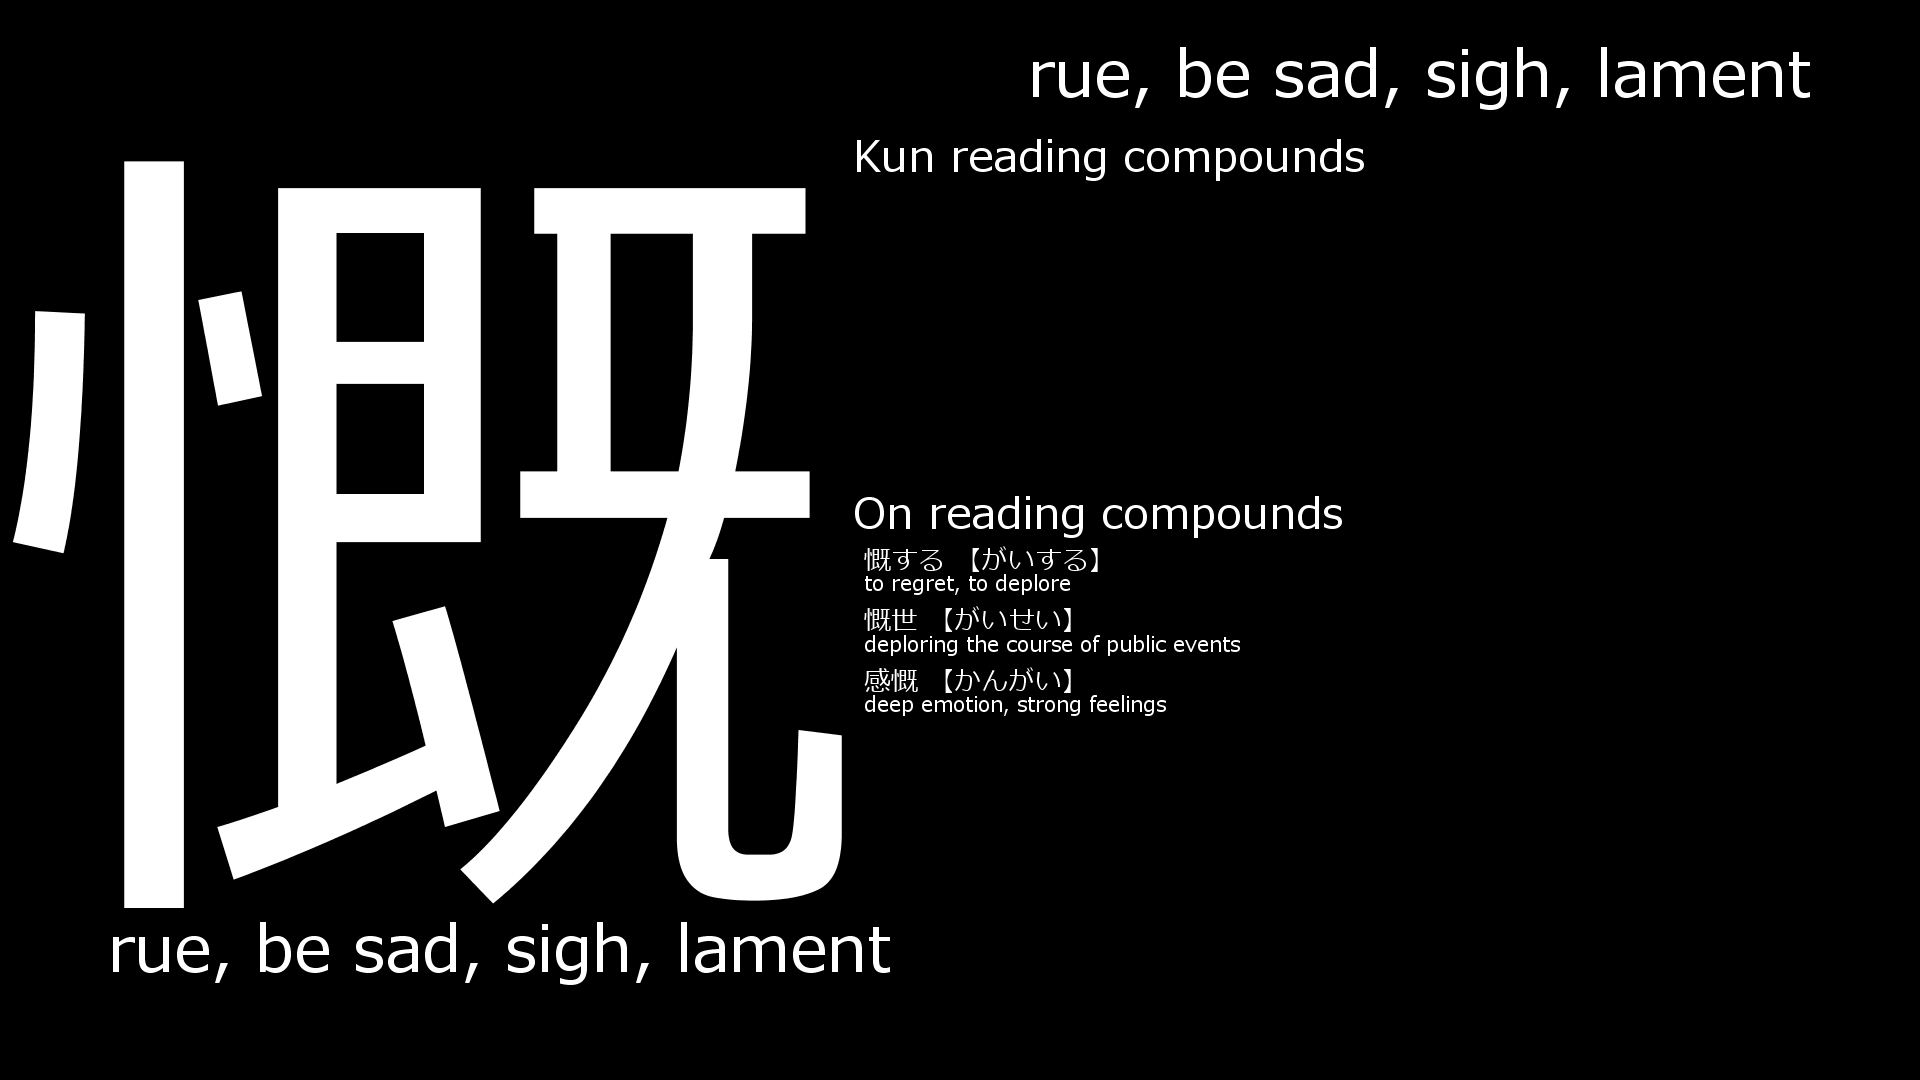 慨
rue, be sad, sigh, lament
rue, be sad, sigh, lament
Kun reading compounds
On reading compounds
慨する 【がいする】
to regret, to deplore
慨世 【がいせい】
deploring the course of public events
感慨 【かんがい】
deep emotion, strong feelings